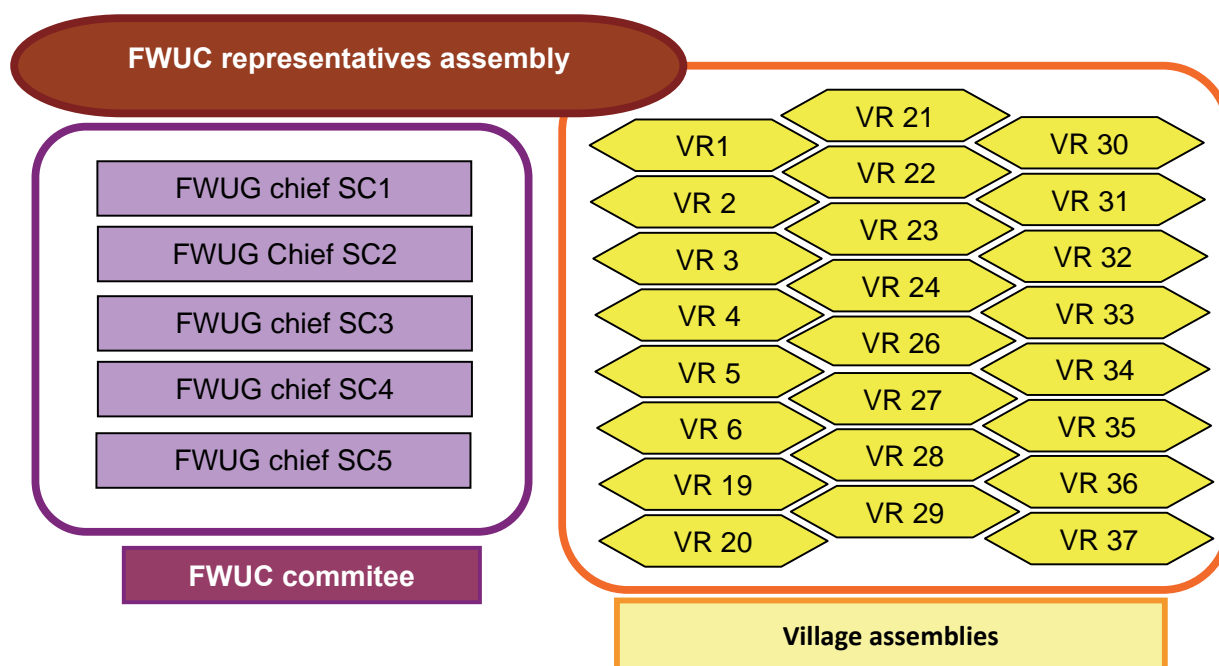 FWUC representatives assembly
FWUG chief SC1
FWUG Chief SC2
FWUG chief SC3
FWUG chief SC4
FWUG chief SC5
FWUC commitee
VR1
VR 2
VR 3
VR 4
VR 5
VR 6
VR 19
VR 20
VR 21
VR 22
VR 23
VR 24
VR 26
VR 27
VR 28
VR 29
VR 30
VR 31
VR 32
VR 33
VR 34
VR 35
VR 36
VR 37
Village assemblies